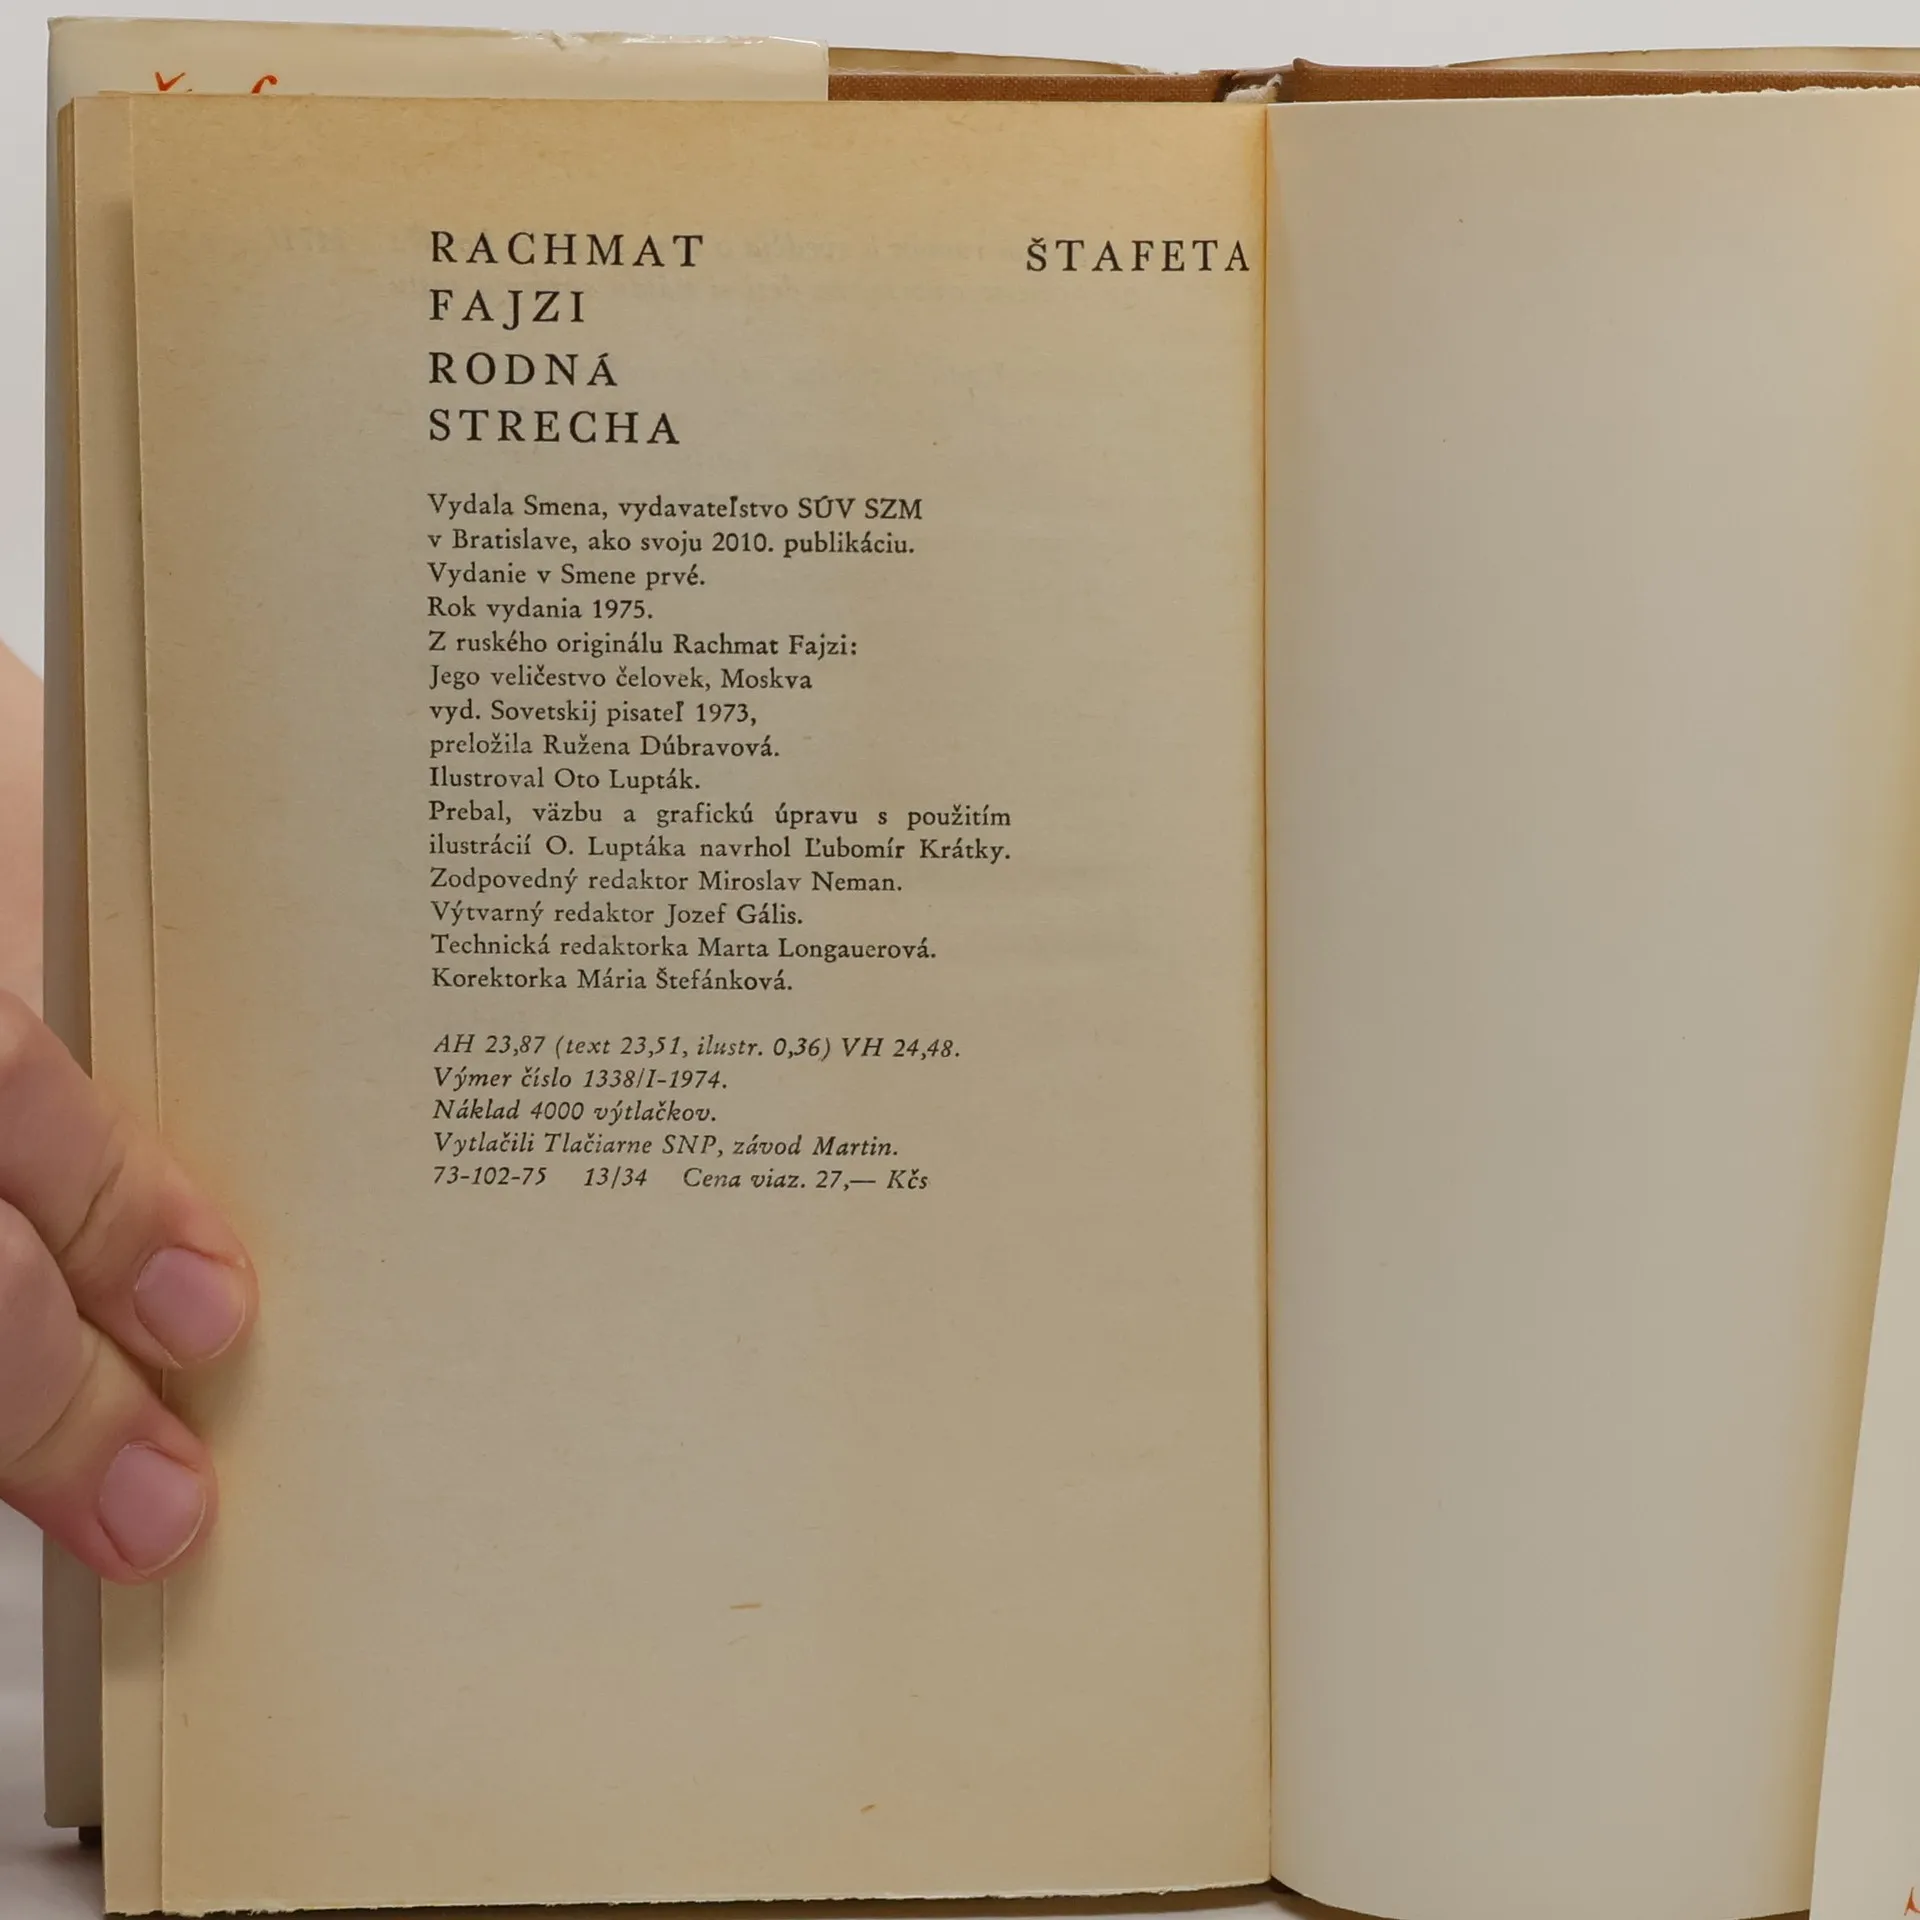 RACHMAT
FAJZI
RODNÁ
STRECHA
ŠTAFETA
Vydala Smena, vydavateľstvo SÚV SZM
v Bratislave, ako svoju 2010. publikáciu.
Vydanie v Smene prvé.
Rok vydania 1975.
Z ruského originálu Rachmat Fajzi:
Jego veličestvo čelovek, Moskva
vyd. Sovetskij pisateľ 1973,
preložila Ružena Dúbravová.
Ilustroval Oto Lupták.
Prebal, väzbu a grafickú úpravu s použitím
ilustrácií O. Luptáka navrhol Ľubomír Krátky.
Zodpovedný redaktor Miroslav Neman.
Výtvarný redaktor Jozef Gális.
Technická redaktorka Marta Longauerová.
Korektorka Mária Štefánková.
AH 23,87 (text 23,51, ilustr. 0,36) VH 24,48.
Výmer číslo 1338/I-1974.
Náklad 4000 výtlačkov.
Vytlačili Tlačiarne SNP, závod Martin.
73-102-75 13/34 Cena viaz. 27,— Kčs